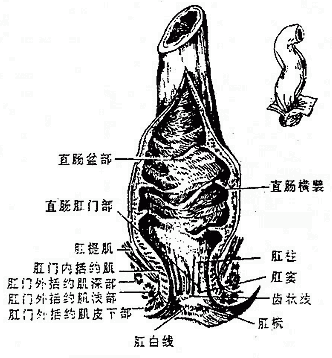 直肠盆部
直肠横襞
直肠肛门部
肛提肌
肛门内括约肌
肛门外括约肌深部
肛门外括约肌浅部
肛门外括约肌皮下部
肛柱
肛窦
齿状线
肛梳
肛白线